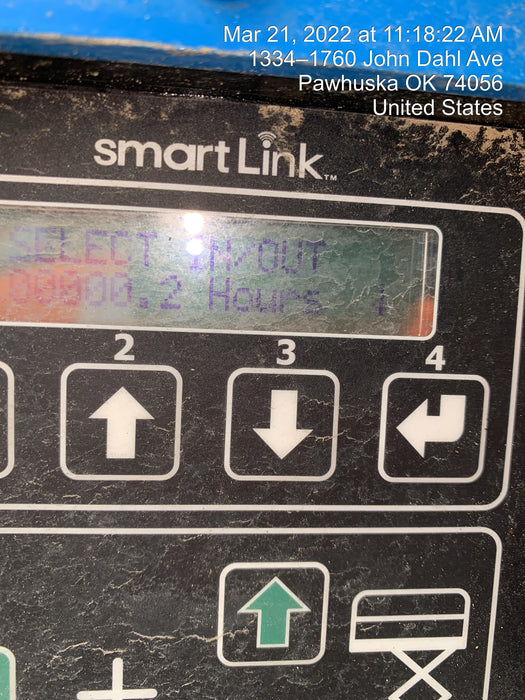 Mar 21, 2022 at 11:18:22 AM
1334–1760 John Dahl Ave
Pawhuska OK 74056
United States
smartLink™
SELECT IN/OUT
00000.2 Hours
2 3 4